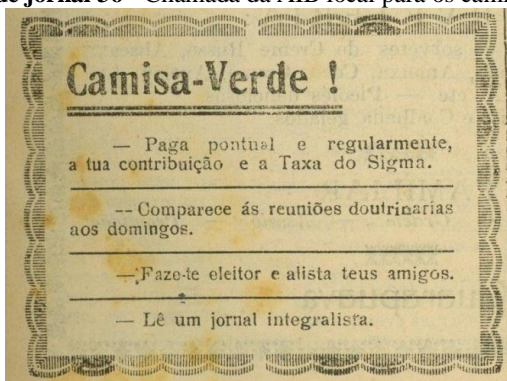 de jornal 30 - Chamada da AIB local para os cami
Camisa-Verde !
— Paga pontual e regularmente,
a tua contribuição e a Taxa do Sigma.
-- Comparece ás reuniões doutrinarias
aos domingos.
— Faze-te eleitor e alista teus amigos.
— Lê um jornal integralista.